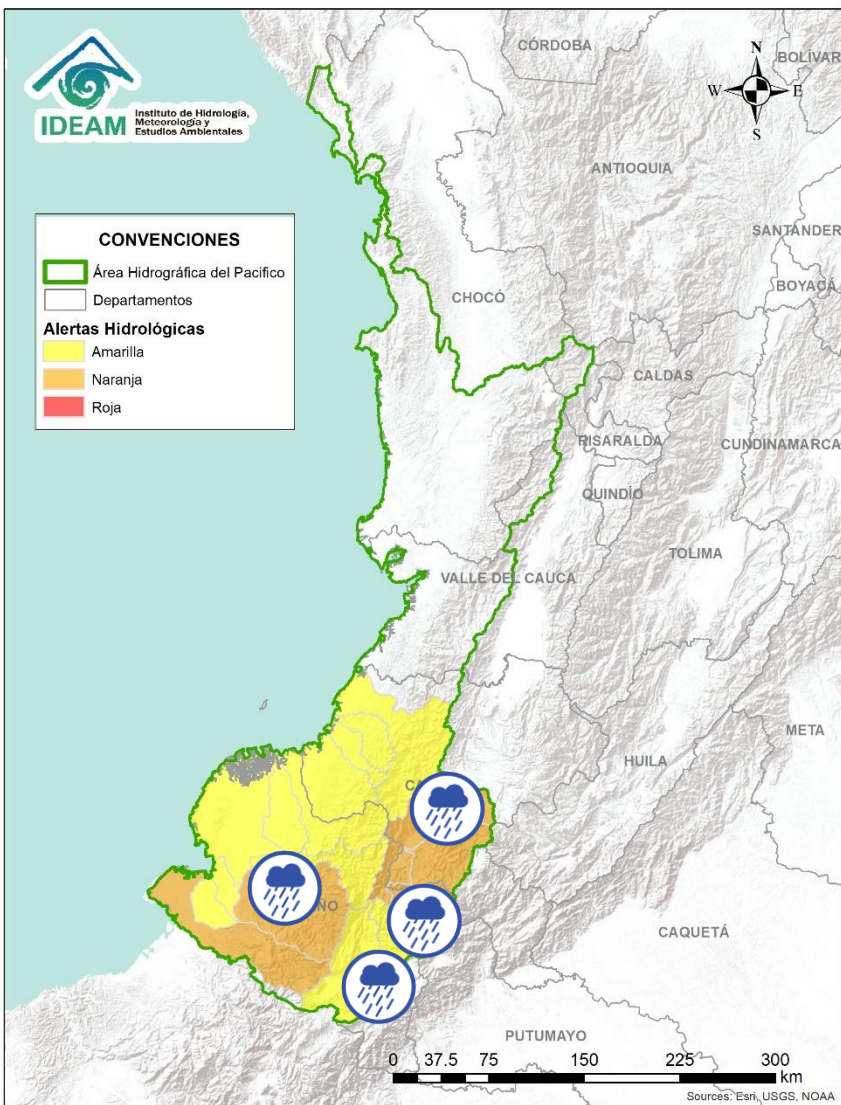 IDEAM
Instituto de Hidrología,
Meteorología y
Estudios Ambientales
CÓRDOBA
BOLÍVAR
N
W
E
S
ANTIOQUIA
SANTANDER
BOYACÁ
CONVENCIONES
Área Hidrográfica del Pacifico
Departamentos
Alertas Hidrológicas
Amarilla
Naranja
Roja
CHOCÓ
CALDAS
RISARALDA
CUNDINAMARCA
QUINDÍO
TOLIMA
VALLE DEL CAUCA
META
HUILA
CA
ÑO
CAQUETÁ
PUTUMAYO
0 37.5 75 150 225 300
km
Sources: Esri, USGS, NOAA